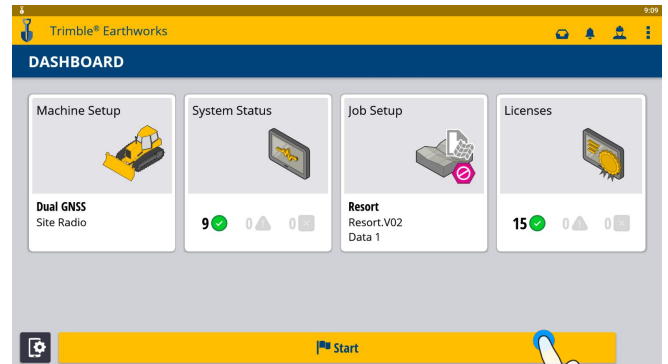 9:09
Trimble® Earthworks
DASHBOARD
Machine Setup
Dual GNSS
Site Radio
System Status
9 0 0
Job Setup
Resort
Resort.V02
Data 1
Licenses
15 0 0
Start